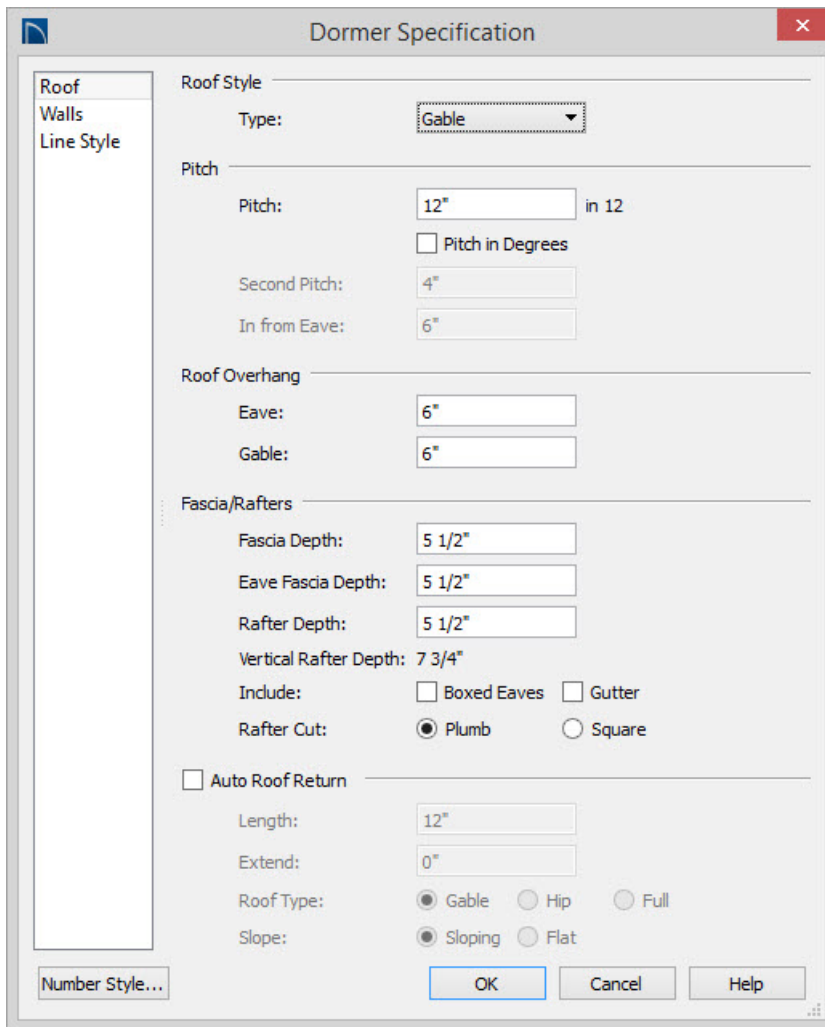 Dormer Specification
Roof
Walls
Line Style
Roof Style
Type: Gable
Pitch
Pitch: 12" in 12
Pitch in Degrees
Second Pitch: 4"
In from Eave: 6"
Roof Overhang
Eave: 6"
Gable: 6"
Fascia/Rafters
Fascia Depth: 5 1/2"
Eave Fascia Depth: 5 1/2"
Rafter Depth: 5 1/2"
Vertical Rafter Depth: 7 3/4"
Include: Boxed Eaves Gutter
Rafter Cut: Plumb Square
Auto Roof Return
Length: 12"
Extend: 0"
Roof Type: Gable Hip Full
Slope: Sloping Flat
Number Style... OK Cancel Help